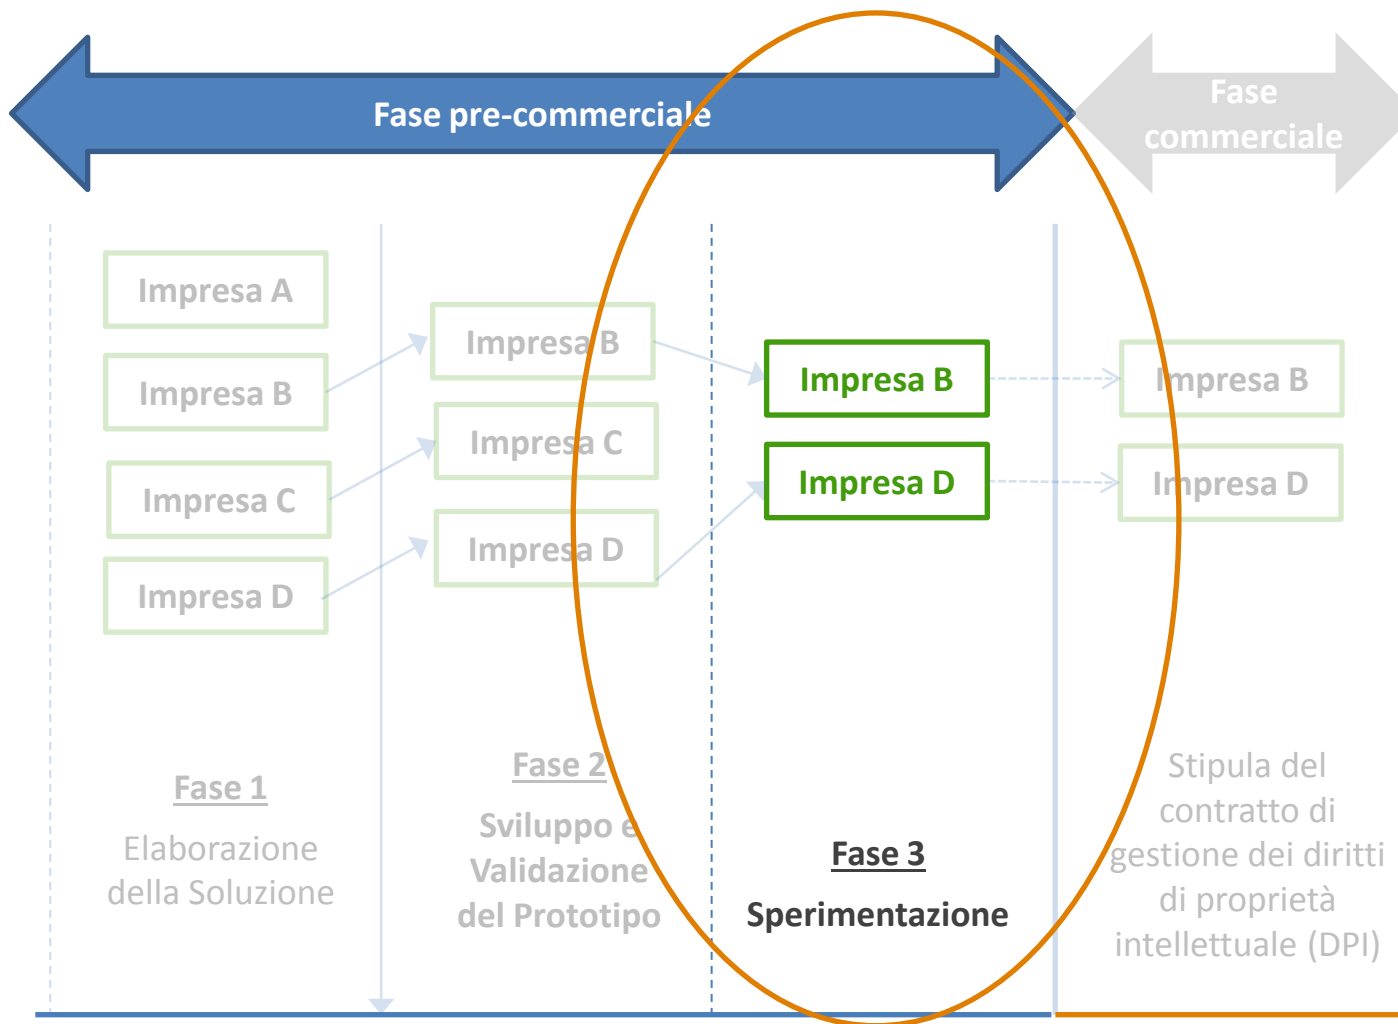 Fase pre-commerciale
Fase
commerciale
Impresa A
Impresa B
Impresa C
Impresa D
Impresa B
Impresa C
Impresa D
Impresa B
Impresa D
Impresa B
Impresa D
Fase 1
Elaborazione
della Soluzione
Fase 2
Sviluppo e
Validazione
del Prototipo
Fase 3
Sperimentazione
Stipula del
contratto di
gestione dei diritti
di proprietà
intellettuale (DPI)